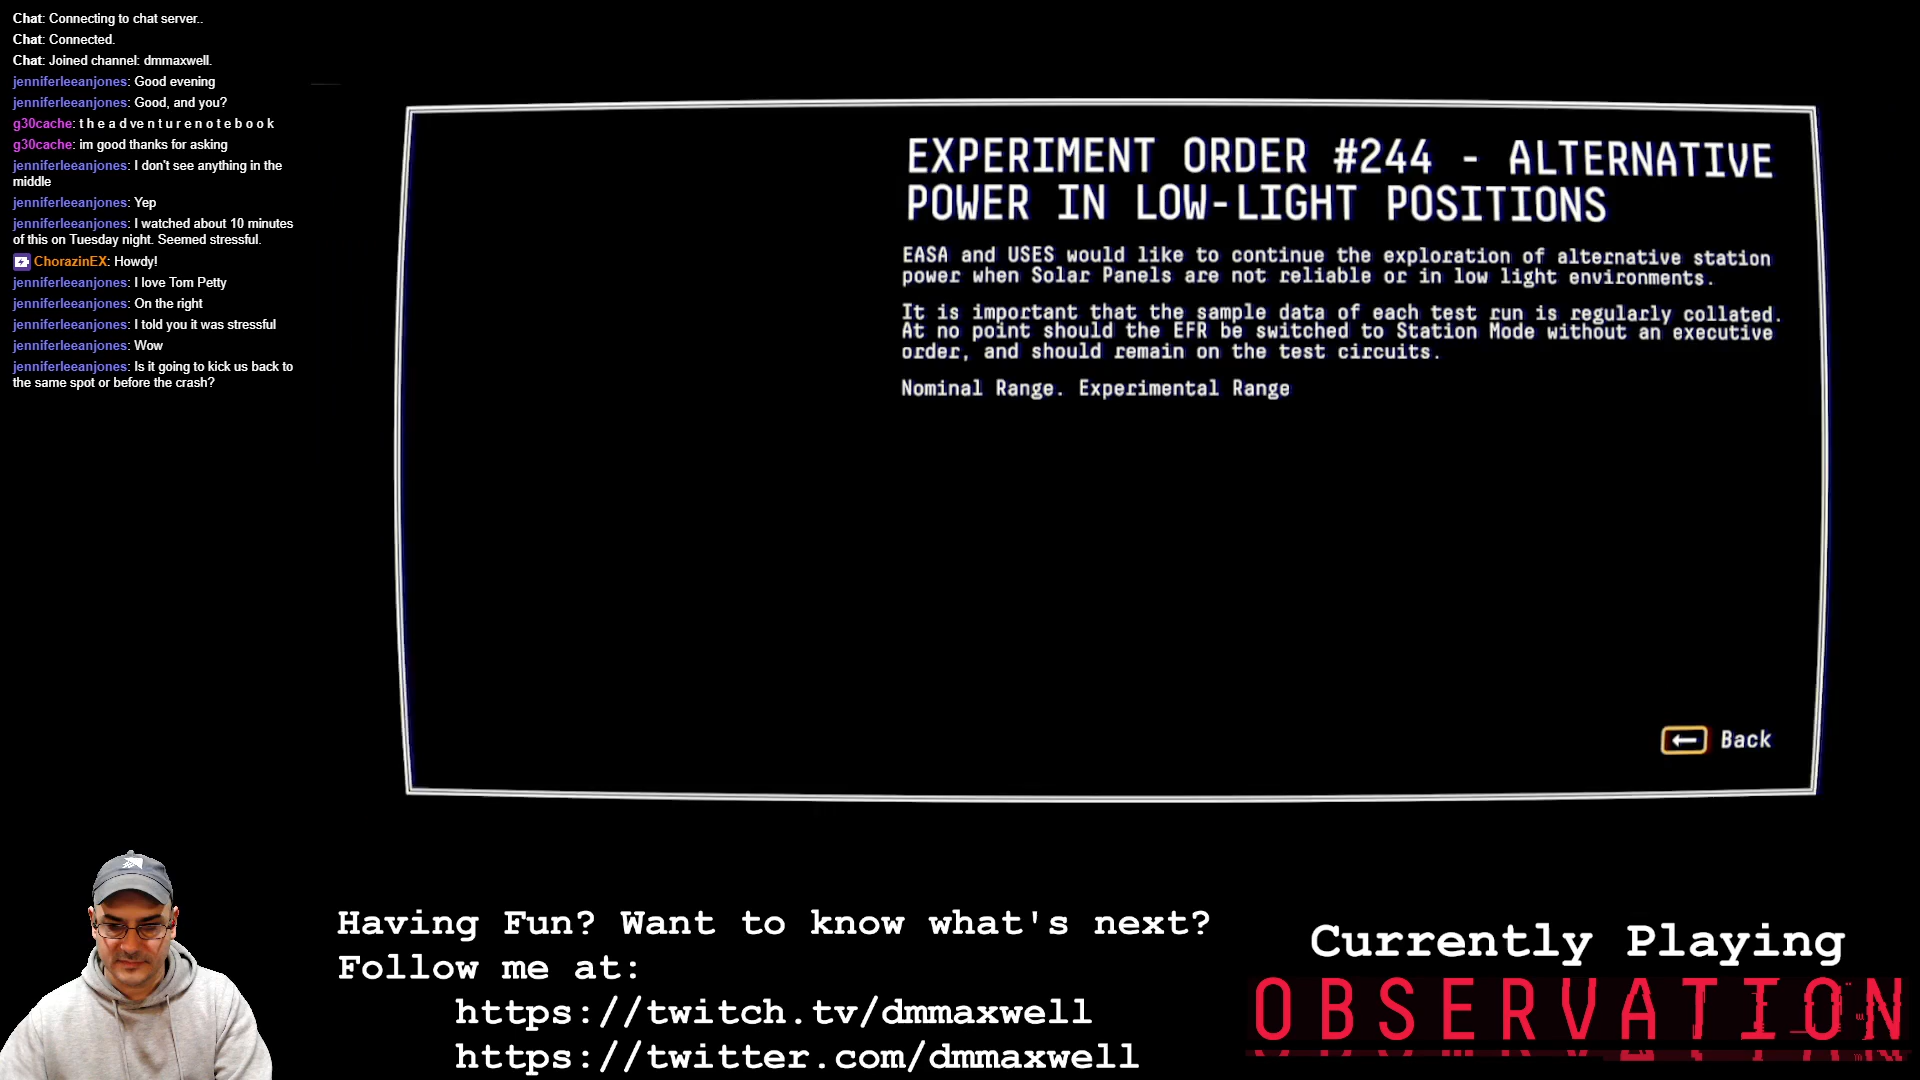 Chat: Connecting to chat server..
Chat: Connected.
Chat: Joined channel: dmmaxwell.
jenniferleeanjones: Good evening
jenniferleeanjones: Good, and you?
g30cache: t h e a d v e n t u r e n o t e b o o k
g30cache: im good thanks for asking
jenniferleeanjones: I don't see anything in the
middle
jenniferleeanjones: Yep
jenniferleeanjones: I watched about 10 minutes
of this on Tuesday night. Seemed stressful.
ChorazinEX: Howdy!
jenniferleeanjones: I love Tom Petty
jenniferleeanjones: On the right
jenniferleeanjones: I told you it was stressful
jenniferleeanjones: Wow
jenniferleeanjones: Is it going to kick us back to
the same spot or before the crash?
EXPERIMENT ORDER #244 - ALTERNATIVE
POWER IN LOW-LIGHT POSITIONS
EASA and USES would like to continue the exploration of alternative station
power when Solar Panels are not reliable or in low light environments.
It is important that the sample data of each test run is regularly collated.
At no point should the EFR be switched to Station Mode without an executive
order, and should remain on the test circuits.
Nominal Range. Experimental Range
Back
Having Fun? Want to know what's next?
Follow me at:
https://twitch.tv/dmmaxwell
https://twitter.com/dmmaxwell
Currently Playing
OBSERVATION